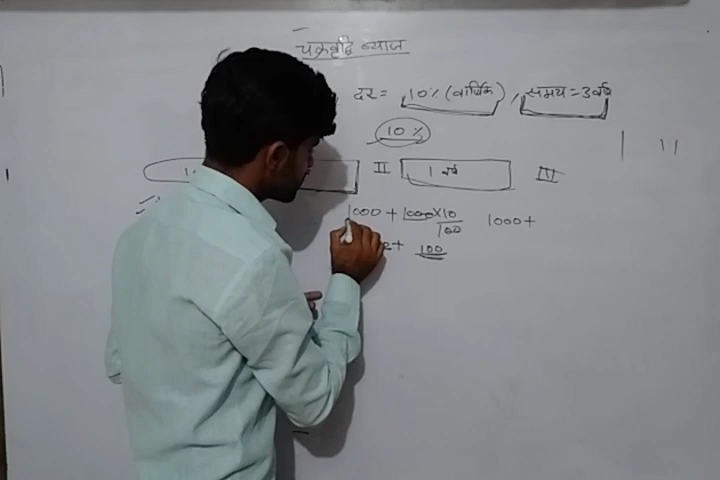 चक्रवृद्धि ब्याज
दर = 10% (वार्षिक), समय = 3 वर्ष
10%
II 1 वर्ष III
1000 + 1000×10/100 1000+
+ 100